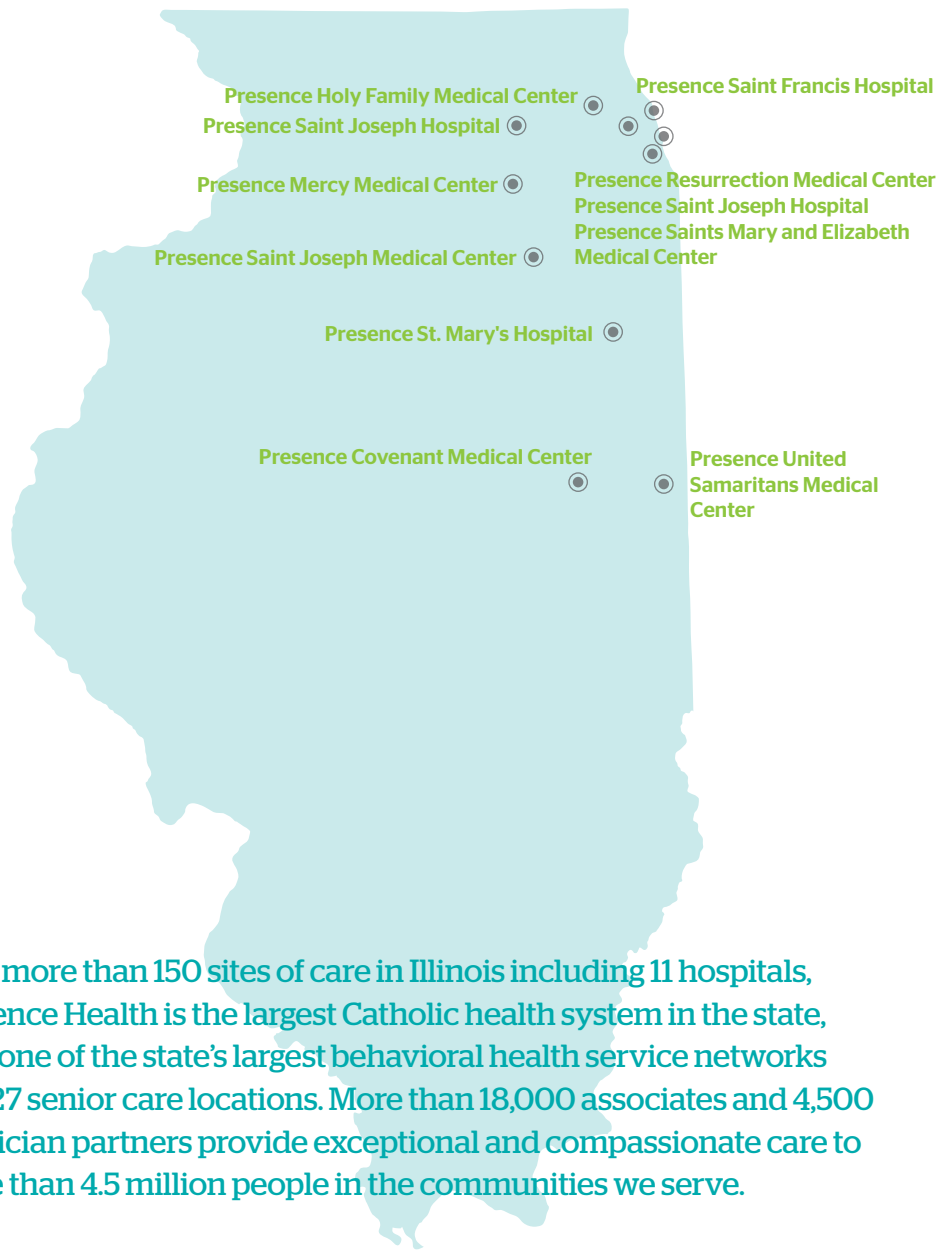 Presence Holy Family Medical Center
Presence Saint Francis Hospital
Presence Saint Joseph Hospital
Presence Mercy Medical Center
Presence Resurrection Medical Center
Presence Saint Joseph Hospital
Presence Saints Mary and Elizabeth
Medical Center
Presence Saint Joseph Medical Center
Presence St. Mary's Hospital
Presence Covenant Medical Center
Presence United
Samaritans Medical
Center
more than 150 sites of care in Illinois including 11 hospitals,
ence Health is the largest Catholic health system in the state,
one of the state's largest behavioral health service networks
27 senior care locations. More than 18,000 associates and 4,500
ician partners provide exceptional and compassionate care to
e than 4.5 million people in the communities we serve.